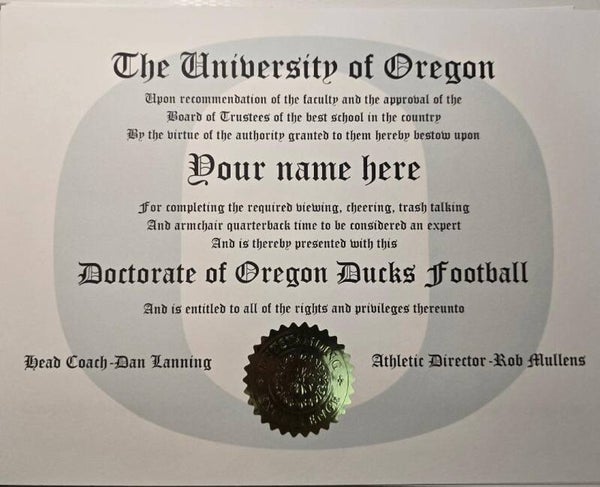 The University of Oregon
Upon recommendation of the faculty and the approval of the
Board of Trustees of the best school in the country
By the virtue of the authority granted to them hereby bestow upon
Your name here
For completing the required viewing, cheering, trash talking
And armchair quarterback time to be considered an expert
And is thereby presented with this
Doctorate of Oregon Ducks Football
And is entitled to all of the rights and privileges thereunto
Head Coach-Dan Lanning
Athletic Director-Rob Mullens